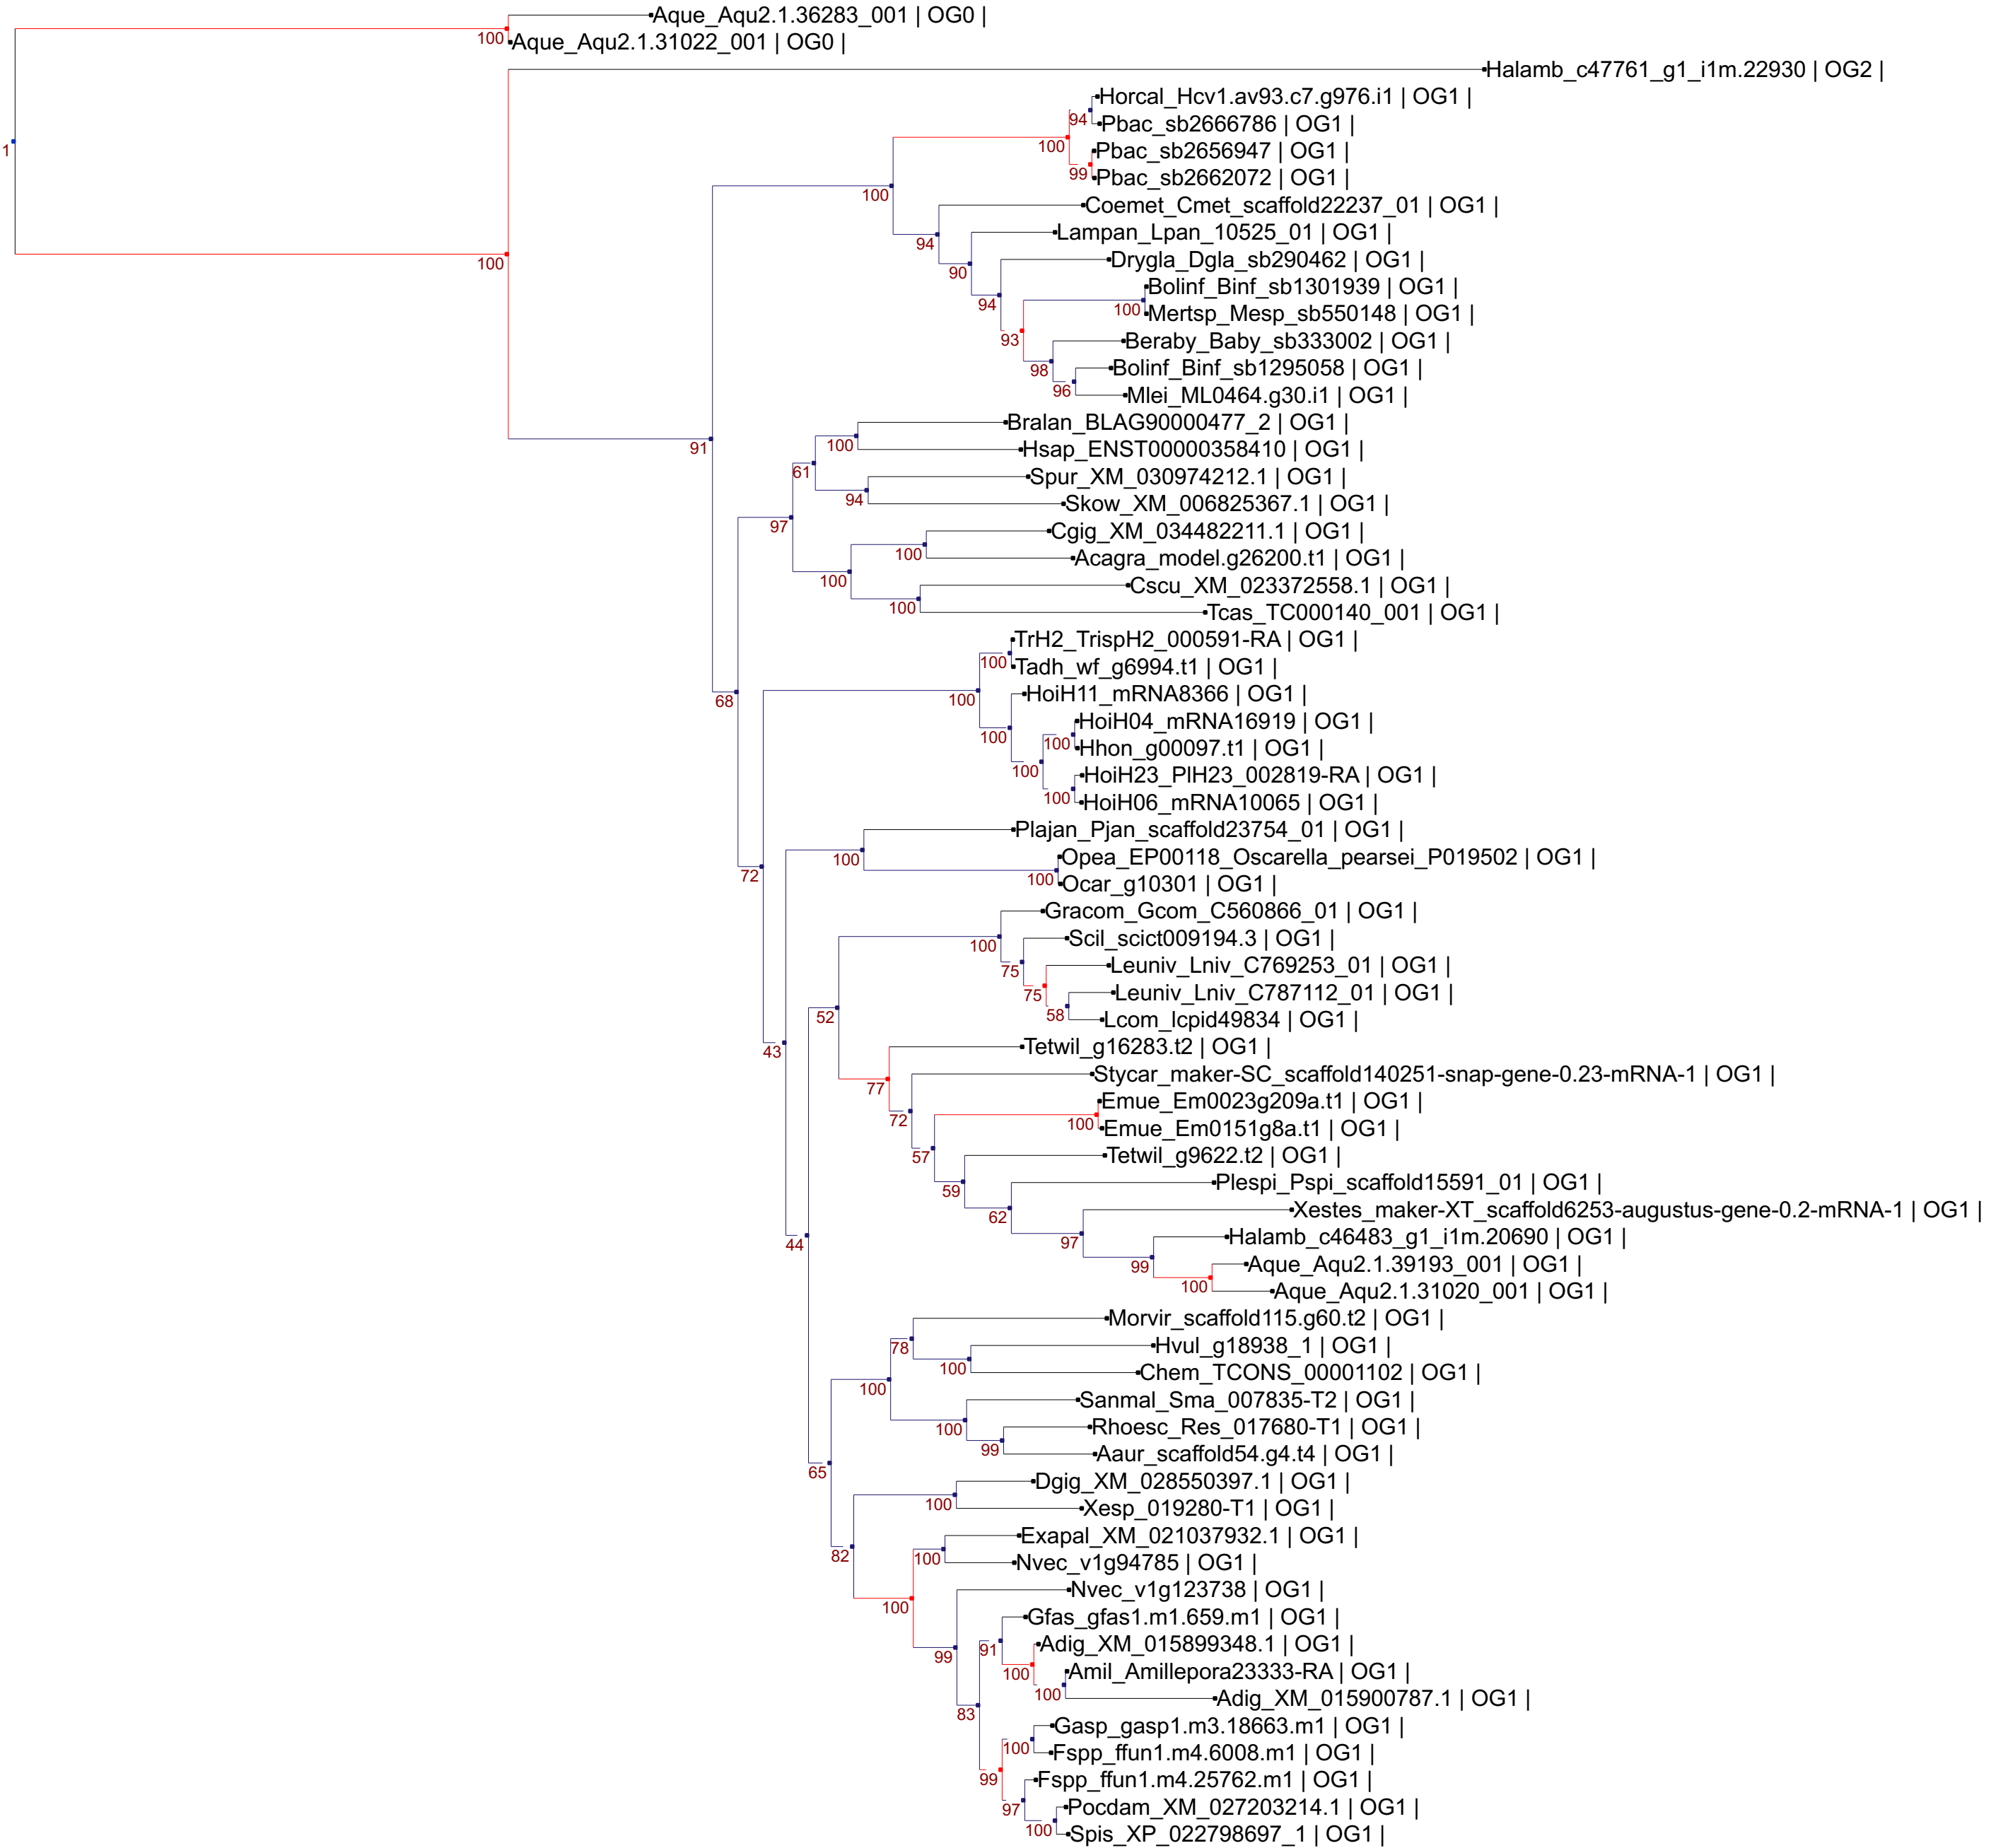 Aque_Aqu2.1.36283_001 | OG0 |
100
Aque_Aqu2.1.31022_001 | OG0 |
Halamb_c47761_g1_i1m.22930 | OG2 |
Horcal_Hcv1.av93.c7.g976.i1 | OG1 |
94
Pbac_sb2666786 | OG1 |
100
1
Pbac_sb2656947 | OG1 |
99
Pbac_sb2662072 | OG1 |
100
Coemet_Cmet_scaffold22237_01 | OG1 |
Lampan_Lpan_10525_01 | OG1 |
94
Drygla_Dgla_sb290462 | OG1 |
100
90
Bolinf_Binf_sb1301939 | OG1 |
94
100
Mertsp_Mesp_sb550148 | OG1 |
93
Beraby_Baby_sb333002 | OG1 |
98
Bolinf_Binf_sb1295058 | OG1 |
96
Mlei_ML0464.g30.i1 | OG1 |
Bralan_BLAG90000477_2 | OG1 |
91
100
Hsap_ENST00000358410 | OG1 |
61
Spur_XM_030974212.1 | OG1 |
94
Skow_XM_006825367.1 | OG1 |
97
Cgig_XM_034482211.1 | OG1 |
100
Acagra_model.g26200.t1 | OG1 |
100
Cscu_XM_023372558.1 | OG1 |
100
Tcas_TC000140_001 | OG1 |
TrH2_TrispH2_000591-RA | OG1 |
100
Tadh_wf_g6994.t1 | OG1 |
68
100
HoiH11_mRNA8366 | OG1 |
HoiH04_mRNA16919 | OG1 |
100
100
Hhon_g00097.t1 | OG1 |
100
HoiH23_PlH23_002819-RA | OG1 |
100
HoiH06_mRNA10065 | OG1 |
Plajan_Pjan_scaffold23754_01 | OG1 |
100
Opea_EP00118_Oscarella_pearsei_P019502 | OG1 |
72
100
Ocar_g10301 | OG1 |
Gracom_Gcom_C560866_01 | OG1 |
100
Scil_scict009194.3 | OG1 |
75
Leuniv_Lniv_C769253_01 | OG1 |
75
Leuniv_Lniv_C787112_01 | OG1 |
52
58
Lcom_lcpid49834 | OG1 |
43
Tetwil_g16283.t2 | OG1 |
77
Stycar_maker-SC_scaffold140251-snap-gene-0.23-mRNA-1 | OG1 |
Emue_Em0023g209a.t1 | OG1 |
72
100
Emue_Em0151g8a.t1 | OG1 |
57
Tetwil_g9622.t2 | OG1 |
59
Plespi_Pspi_scaffold15591_01 | OG1 |
62
Xestes_maker-XT_scaffold6253-augustus-gene-0.2-mRNA-1 | OG1 |
44
97
Halamb_c46483_g1_i1m.20690 | OG1 |
99
Aque_Aqu2.1.39193_001 | OG1 |
100
Aque_Aqu2.1.31020_001 | OG1 |
Morvir_scaffold115.g60.t2 | OG1 |
78
Hvul_g18938_1 | OG1 |
100
Chem_TCONS_00001102 | OG1 |
100
Sanmal_Sma_007835-T2 | OG1 |
100
Rhoesc_Res_017680-T1 | OG1 |
99
Aaur_scaffold54.g4.t4 | OG1 |
65
Dgig_XM_028550397.1 | OG1 |
100
Xesp_019280-T1 | OG1 |
Exapal_XM_021037932.1 | OG1 |
82
100
Nvec_v1g94785 | OG1 |
100
Nvec_v1g123738 | OG1 |
Gfas_gfas1.m1.659.m1 | OG1 |
91
99
Adig_XM_015899348.1 | OG1 |
100
Amil_Amillepora23333-RA | OG1 |
100
Adig_XM_015900787.1 | OG1 |
83
Gasp_gasp1.m3.18663.m1 | OG1 |
100
Fspp_ffun1.m4.6008.m1 | OG1 |
99
Fspp_ffun1.m4.25762.m1 | OG1 |
97
Pocdam_XM_027203214.1 | OG1 |
100
Spis_XP_022798697_1 | OG1 |